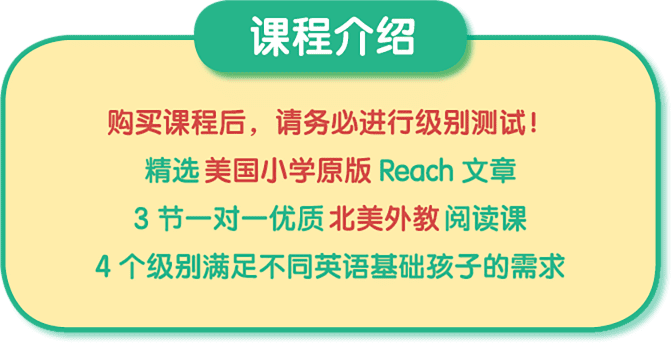 课程介绍
购买课程后，请务必进行级别测试！
精选美国小学原版 Reach 文章
3 节一对一优质北美外教阅读课
4 个级别满足不同英语基础孩子的需求